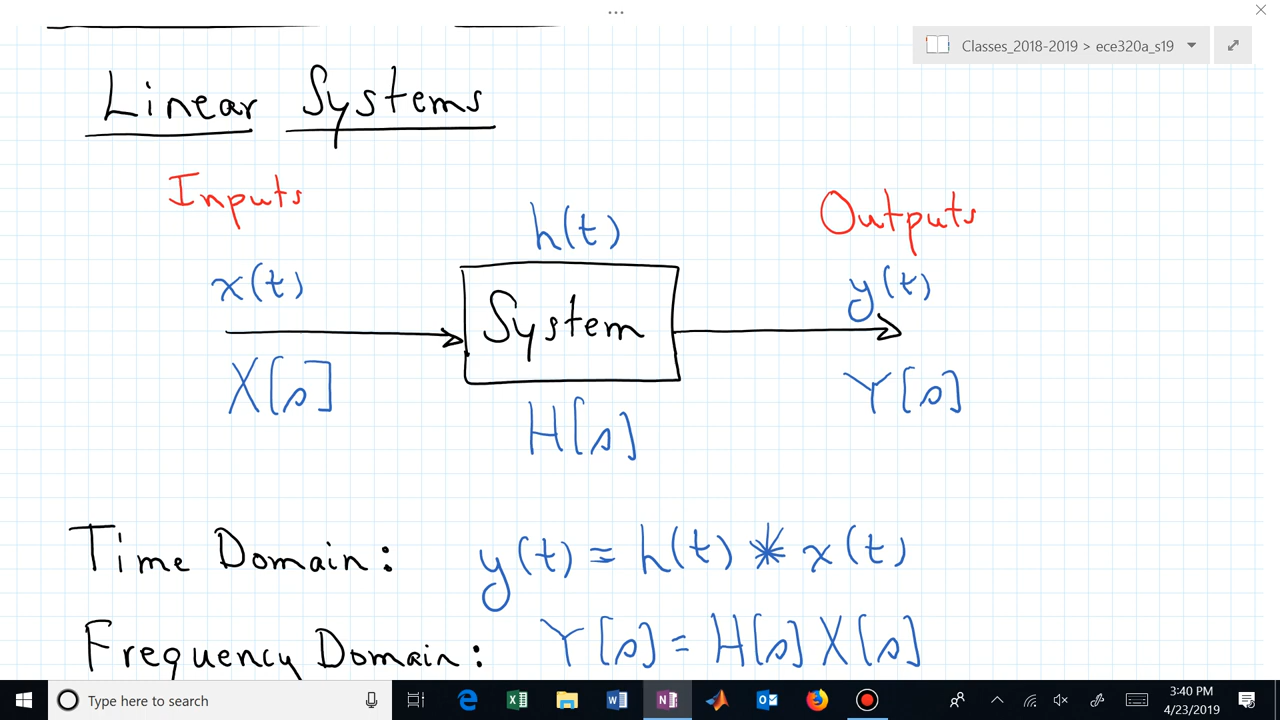 Classes_2018-2019 > ece320a_s19
Linear Systems
Inputs
Outputs
h(t)
x(t)
y(t)
System
X[s]
Y[s]
H[s]
Time Domain: y(t) = h(t) * x(t)
Frequency Domain: Y[s] = H[s] X[s]
Type here to search
3:40 PM
4/23/2019